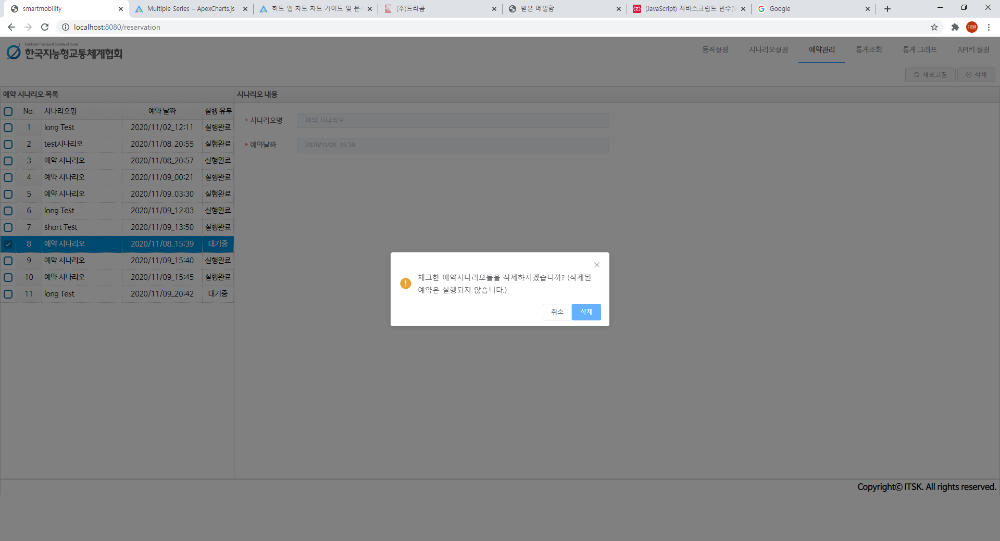 smartmobility
Multiple Series – ApexCharts.js
히트 맵 차트 차트 가이드 및 문
(주)트라콤
받은 메일함
(JavaScript) 자바스크립트 변수(
Google
localhost:8080/reservation
대원
Intelligent Transport Society of Korea
한국지능형교통체계협회
동작설정
시나리오설정
예약관리
통계조회
통계 그래프
API키 설정
새로고침
삭제
예약 시나리오 목록
시나리오 내용
No. 시나리오명 예약 날짜 실행 유무
1 long Test 2020/11/02_12:11 실행완료
2 test시나리오 2020/11/08_20:55 실행완료
3 예약 시나리오 2020/11/08_20:57 실행완료
4 예약 시나리오 2020/11/09_00:21 실행완료
5 예약 시나리오 2020/11/09_03:30 실행완료
6 long Test 2020/11/09_12:03 실행완료
7 short Test 2020/11/09_13:50 실행완료
8 예약 시나리오 2020/11/08_15:39 대기중
9 예약 시나리오 2020/11/09_15:40 실행완료
10 예약 시나리오 2020/11/09_15:45 실행완료
11 long Test 2020/11/09_20:42 대기중
* 시나리오명 예약 시나리오
* 예약날짜 2020/11/08_15:39
체크한 예약시나리오들을 삭제하시겠습니까? (삭제된
예약은 실행되지 않습니다.)
취소
삭제
Copyrightⓒ ITSK. All rights reserved.